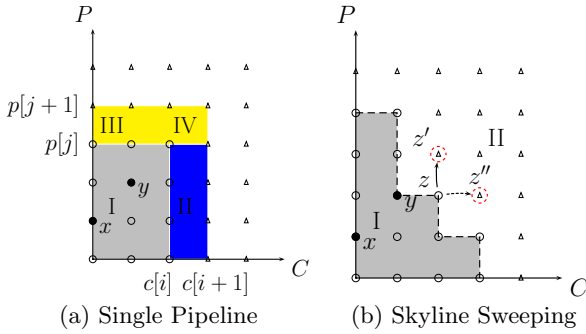 P
p[j + 1]
III
IV
p[j]
I
y
II
x
c[i]
c[i + 1]
C
(a) Single Pipeline
P
z′
II
z
z′′
y
I
x
C
(b) Skyline Sweeping